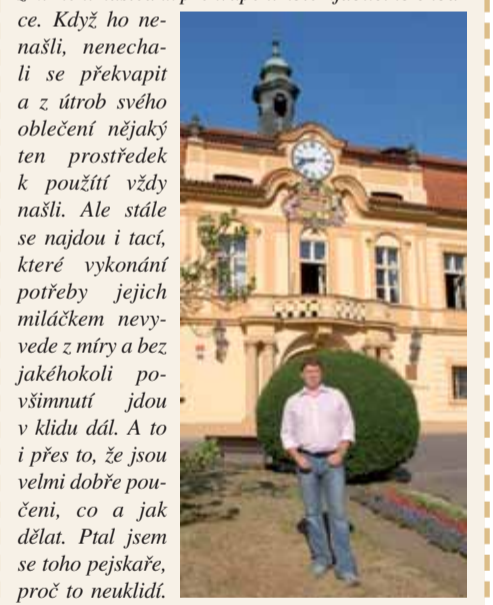 ce. Když ho ne-
našli, nenecha-
li se překvapit
a z útrob svého
oblečení nějaký
ten prostředek
k použítí vždy
našli. Ale stále
se najdou i tací,
které vykonání
potřeby jejich
miláčkem nevy-
vede z míry a bez
jakéhokoli po-
všimnutí jdou
v klidu dál. A to
i přes to, že jsou
velmi dobře pou-
čeni, co a jak
dělat. Ptal jsem
se toho pejskaře,
proč to neuklidí.